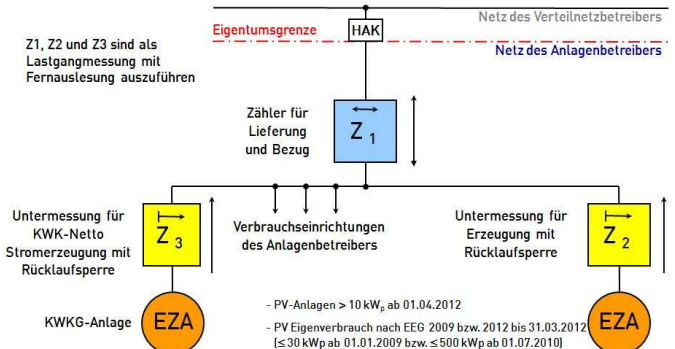 Netz des Verteilnetzbetreibers
Eigentumsgrenze
HAK
Netz des Anlagenbetreibers
Z1, Z2 und Z3 sind als
Lastgangmessung mit
Fernauslesung auszuführen
Zähler für
Lieferung
und Bezug
Z 1
Untermessung für
KWK-Netto
Stromerzeugung mit
Rücklaufsperre
Z 3
Verbrauchseinrichtungen
des Anlagenbetreibers
Untermessung für
Erzeugung mit
Rücklaufsperre
Z 2
KWKG-Anlage
EZA
- PV-Anlagen > 10 kWp ab 01.04.2012
- PV Eigenverbrauch nach EEG 2009 bzw. 2012 bis 31.03.2012
(≤ 30 kWp ab 01.01.2009 bzw. ≤ 500 kWp ab 01.07.2010)
EZA